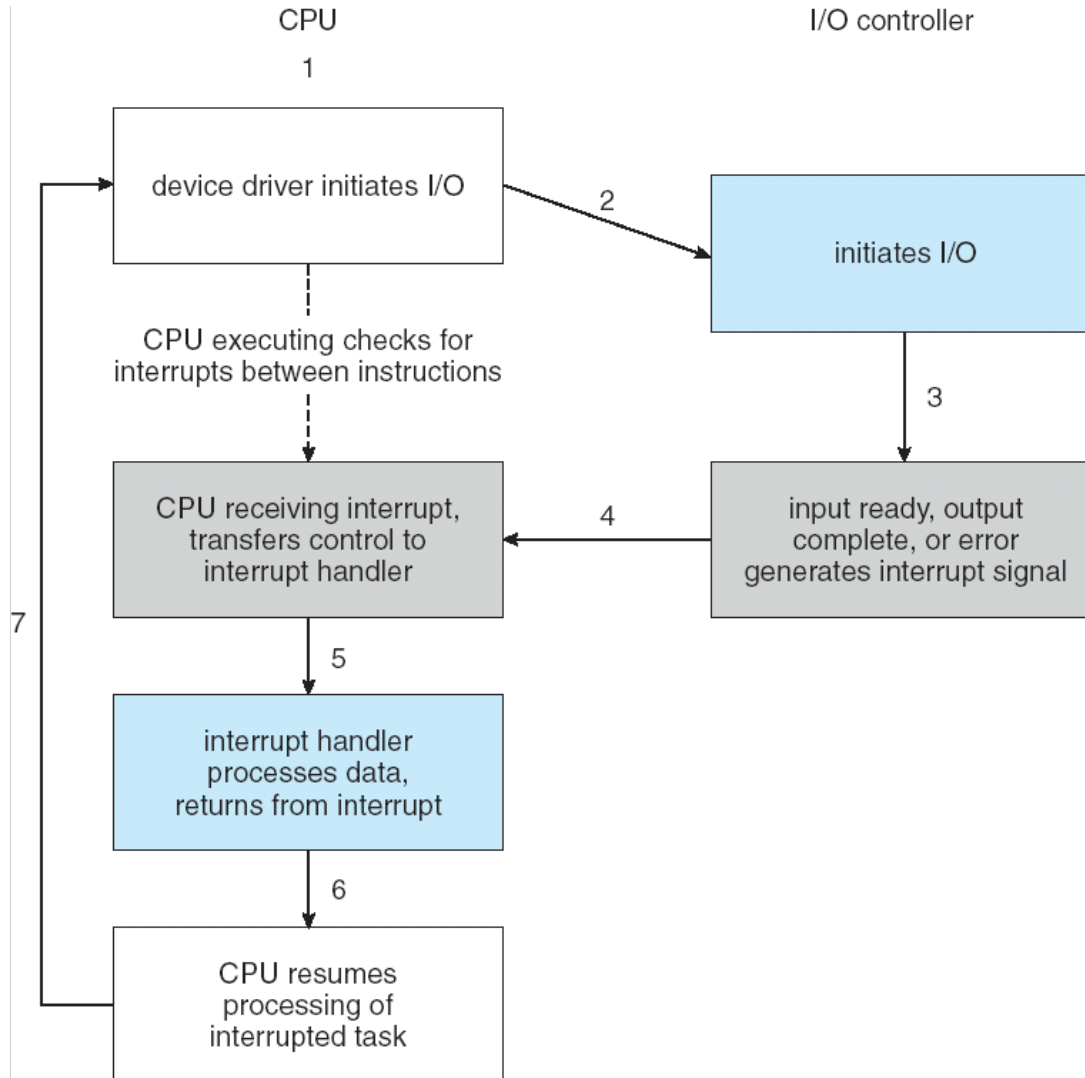 CPU
I/O controller
1
device driver initiates I/O
2
initiates I/O
CPU executing checks for
interrupts between instructions
3
CPU receiving interrupt,
transfers control to
interrupt handler
4
input ready, output
complete, or error
generates interrupt signal
7
5
interrupt handler
processes data,
returns from interrupt
6
CPU resumes
processing of
interrupted task